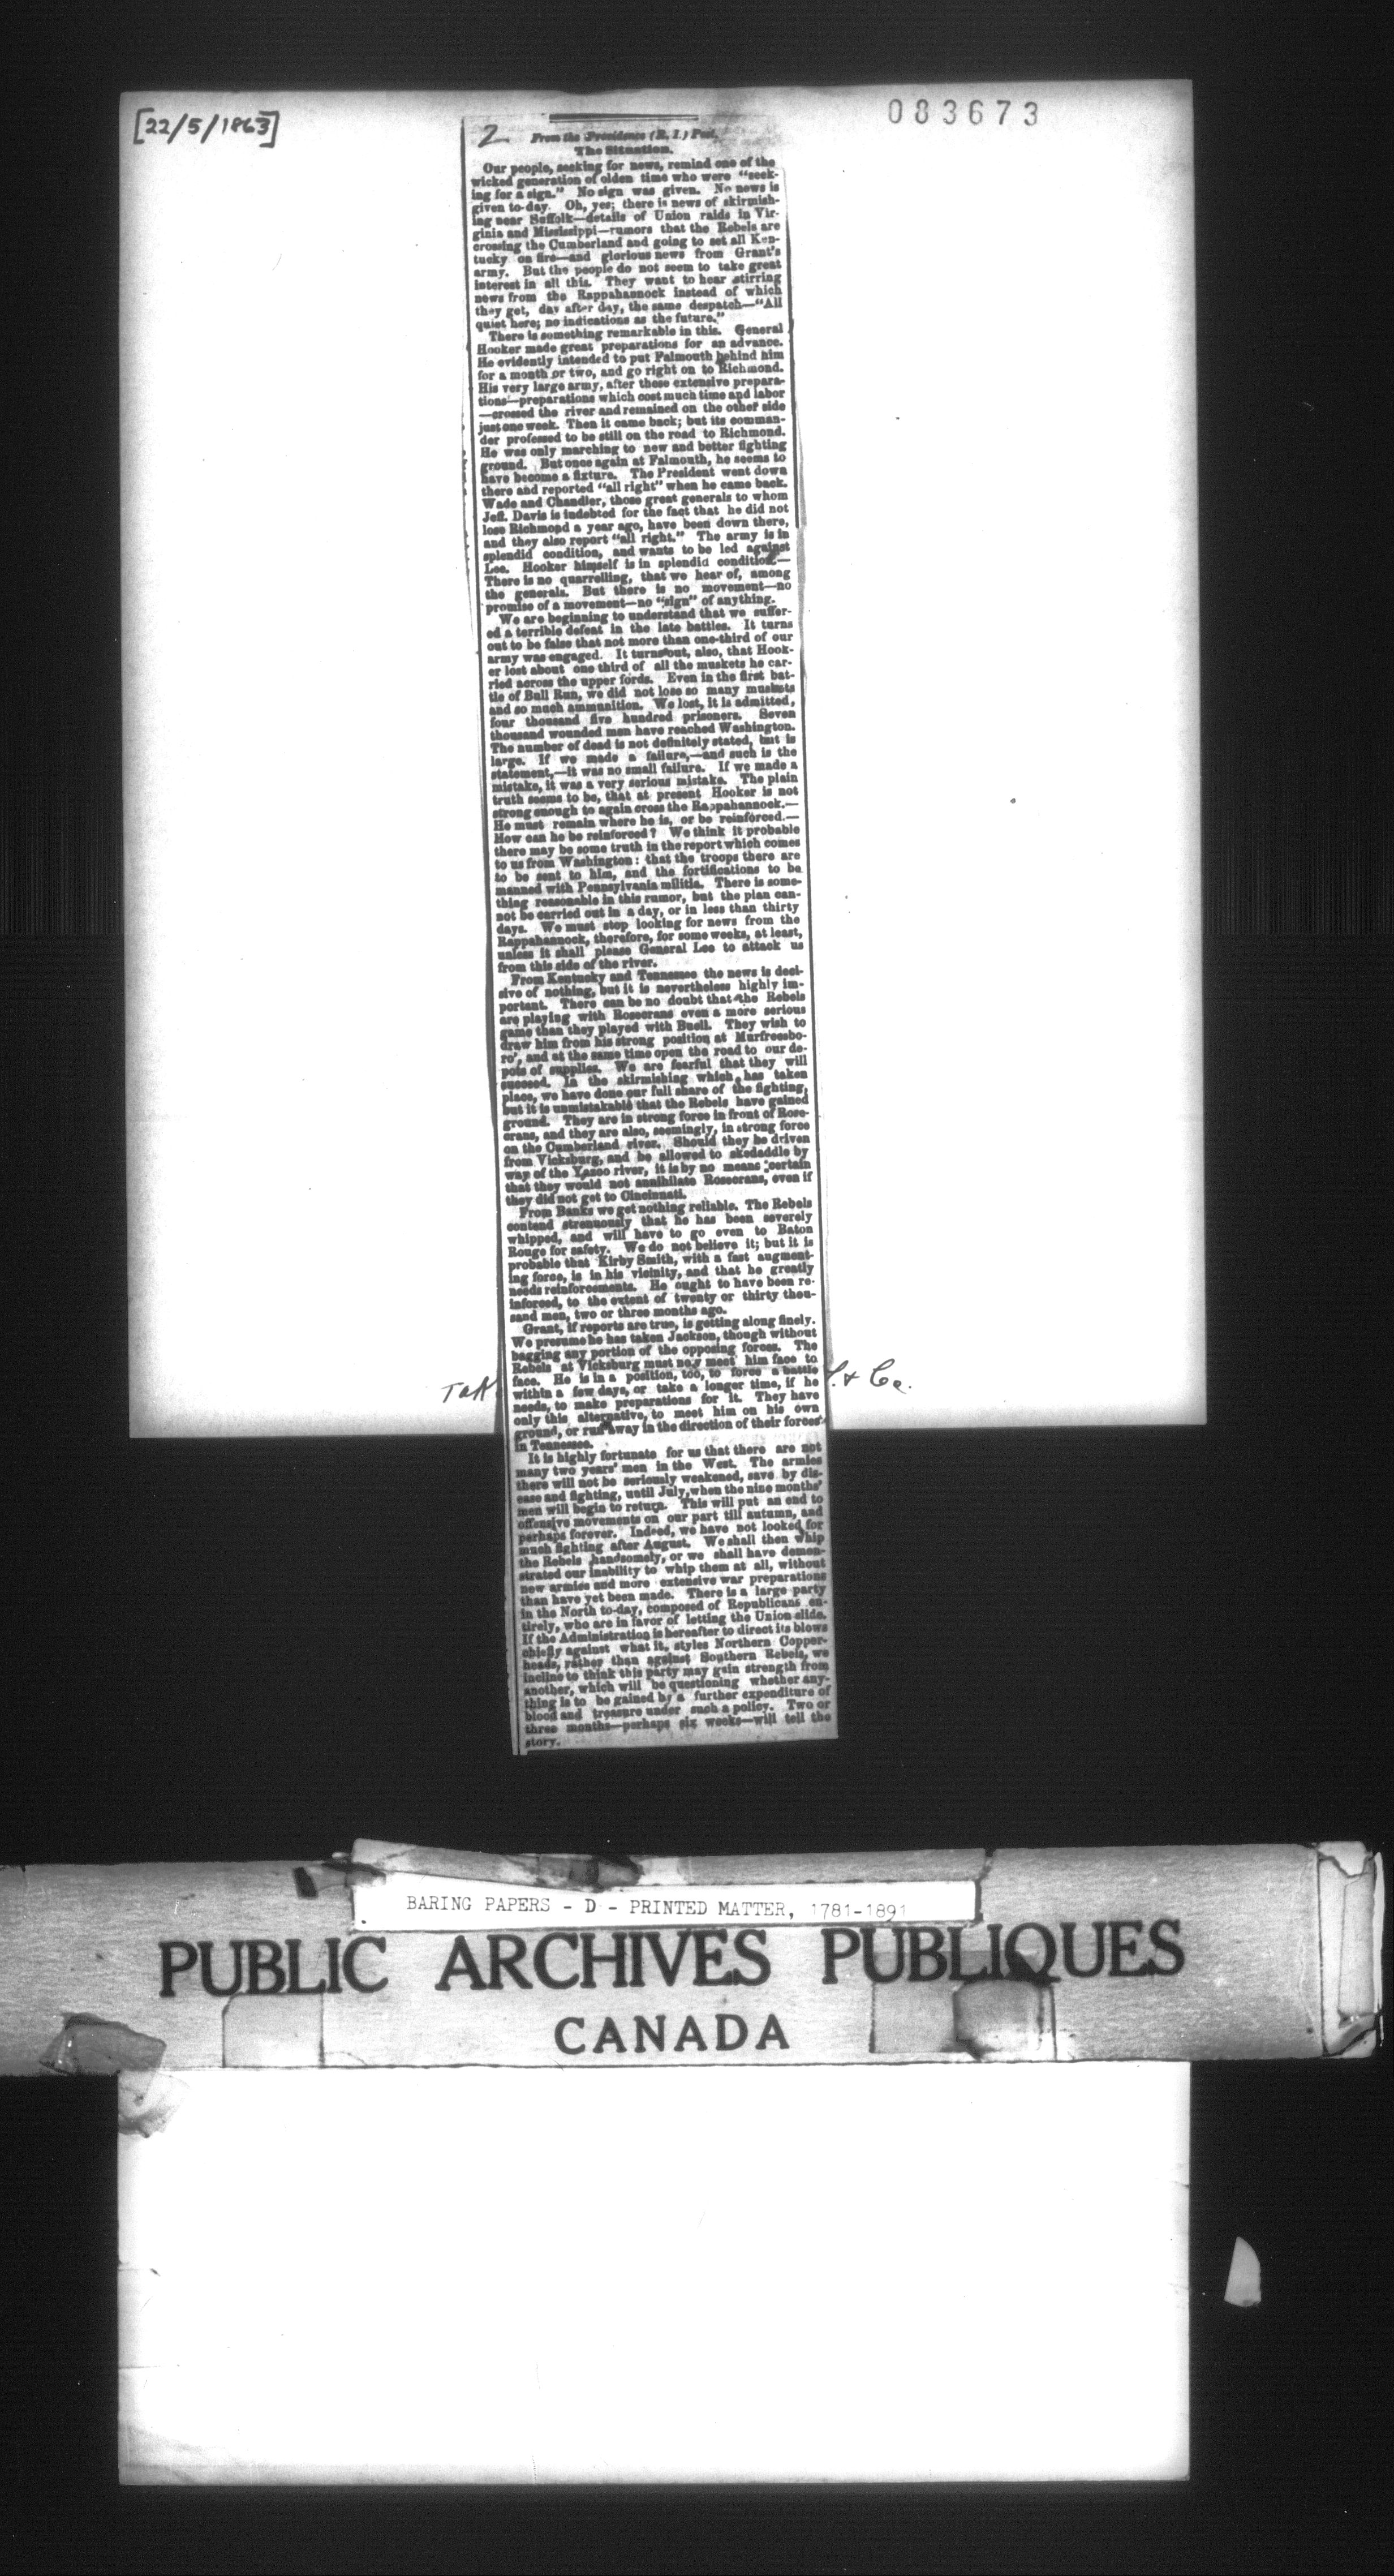 [22/5/1863]
083673
2
From the Providence (R. I.) Post.
The Situation.
Our people, seeking for news, remind one of the
wicked generation of olden time who were "seek-
ing for a sign." No sign was given. No news is
given to-day. Oh, yes; there is news of skirmish-
ing near Suffolk—details of Union raids in Vir-
ginia and Mississippi—rumors that the Rebels are
crossing the Cumberland and going to set all Ken-
tucky on fire—and glorious news from Grant's
army. But the people do not seem to take great
interest in all this. They want to hear stirring
news from the Rappahannock instead of which
they get, day after day, the same despatch—"All
quiet here; no indications as the future."
There is something remarkable in this. General
Hooker made great preparations for an advance.
He evidently intended to put Falmouth behind him
for a month or two, and go right on to Richmond.
His very large army, after these extensive prepara-
tions—preparations which cost much time and labor
—crossed the river and remained on the other side
just one week. Then it came back; but its comman-
der professed to be still on the road to Richmond.
He was only marching to new and better fighting
ground. But once again at Falmouth, he seems to
have become a fixture. The President went down
there and reported "all right" when he came back.
Wade and Chandler, those great generals to whom
Jeff. Davis is indebted for the fact that he did not
lose Richmond a year ago, have been down there,
and they also report "all right." The army is in
splendid condition, and wants to be led against
Lee. Hooker himself is in splendid condition.—
There is no quarrelling, that we hear of, among
the generals. But there is no movement—no
promise of a movement—no "sign" of anything.
We are beginning to understand that we suffer-
ed a terrible defeat in the late battles. It turns
out to be false that not more than one-third of our
army was engaged. It turns out, also, that Hook-
er lost about one third of all the muskets he car-
ried across the upper fords. Even in the first bat-
tle of Bull Run, we did not lose so many muskets
and so much ammunition. We lost, it is admitted,
four thousand five hundred prisoners. Seven
thousand wounded men have reached Washington.
The number of dead is not definitely stated, but is
large. If we made a failure,—and such is the
statement,—it was no small failure. If we made a
mistake, it was a very serious mistake. The plain
truth seems to be, that at present Hooker is not
strong enough to again cross the Rappahannock.—
He must remain where he is, or be reinforced.—
How can he be reinforced? We think it probable
there may be some truth in the report which comes
to us from Washington: that the troops there are
to be sent to him, and the fortifications to be
manned with Pennsylvania militia. There is some-
thing reasonable in this rumor, but the plan can-
not be carried out in a day, or in less than thirty
days. We must stop looking for news from the
Rappahannock, therefore, for some weeks, at least,
unless it shall please General Lee to attack us
from this side of the river.
From Kentucky and Tennessee the news is deci-
sive of nothing, but it is nevertheless highly im-
portant. There can be no doubt that the Rebels
are playing with Rosecrans even a more serious
game than they played with Buell. They wish to
draw him from his strong position at Murfreesbo-
ro', and at the same time open the road to our de-
pots of supplies. We are fearful that they will
succeed. In the skirmishing which has taken
place, we have done our full share of the fighting,
but it is unmistakable that the Rebels have gained
ground. They are in strong force in front of Rose-
crans, and they are also, seemingly, in strong force
on the Cumberland river. Should they be driven
from Vicksburg, and be allowed to skedaddle by
way of the Yazoo river, it is by no means certain
that they would not annihilate Rosecrans, even if
they did not get to Cincinnati.
From Banks we get nothing reliable. The Rebels
contend strenuously that he has been severely
whipped, and will have to go even to Baton
Rouge for safety. We do not believe it; but it is
probable that Kirby Smith, with a fast augment-
ing force, is in his vicinity, and that he greatly
needs reinforcements. He ought to have been re-
inforced, to the extent of twenty or thirty thou-
sand men, two or three months ago.
Grant, if reports are true, is getting along finely.
We presume he has taken Jackson, though without
bagging any portion of the opposing forces. The
Rebels at Vicksburg must now meet him face to
face. He is in a position, too, to force a battle
within a few days, or take a longer time, if he
needs, to make preparations for it. They have
only this alternative, to meet him on his own
ground, or run away in the direction of their forces
in Tennessee.
It is highly fortunate for us that there are not
many two years' men in the West. The armies
there will not be seriously weakened, save by dis-
ease and fighting, until July, when the nine months'
men will begin to return. This will put an end to
offensive movements on our part till autumn, and
perhaps forever. Indeed, we have not looked for
much fighting after August. We shall then whip
the Rebels handsomely, or we shall have demon-
strated our inability to whip them at all, without
new armies and more extensive war preparations
than have yet been made. There is a large party
in the North to-day, composed of Republicans en-
tirely, who are in favor of letting the Union slide.
If the Administration is hereafter to direct its blows
chiefly against what it styles Northern Copper-
heads, rather than against Southern Rebels, we
incline to think this party may gain strength from
another, which will be questioning whether any-
thing is to be gained by a further expenditure of
blood and treasure under such a policy. Two or
three months—perhaps six weeks—will tell the
story.
Tak
& Co.
BARING PAPERS - D - PRINTED MATTER, 1781-1891
PUBLIC ARCHIVES PUBLIQUES
CANADA